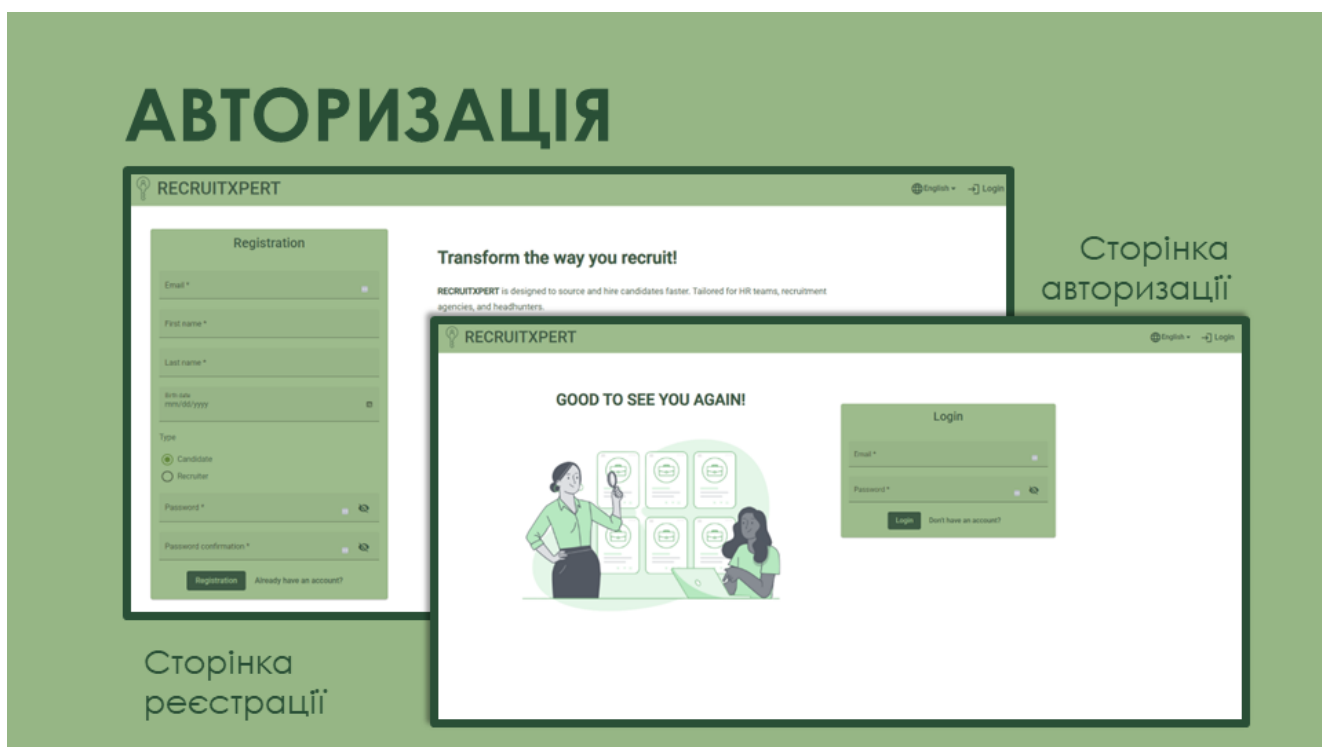 АВТОРИЗАЦІЯ
RECRUITXPERT
English
Login
Registration
Email *
First name *
Last name *
Birth date
mm/dd/yyyy
Type
Candidate
Recruiter
Password *
Password confirmation *
Registration Already have an account?
Transform the way you recruit!
RECRUITXPERT is designed to source and hire candidates faster. Tailored for HR teams, recruitment
agencies, and headhunters.
Сторінка
авторизації
RECRUITXPERT
English
Login
GOOD TO SEE YOU AGAIN!
Login
Email *
Password *
Login Don't have an account?
Сторінка
реєстрації